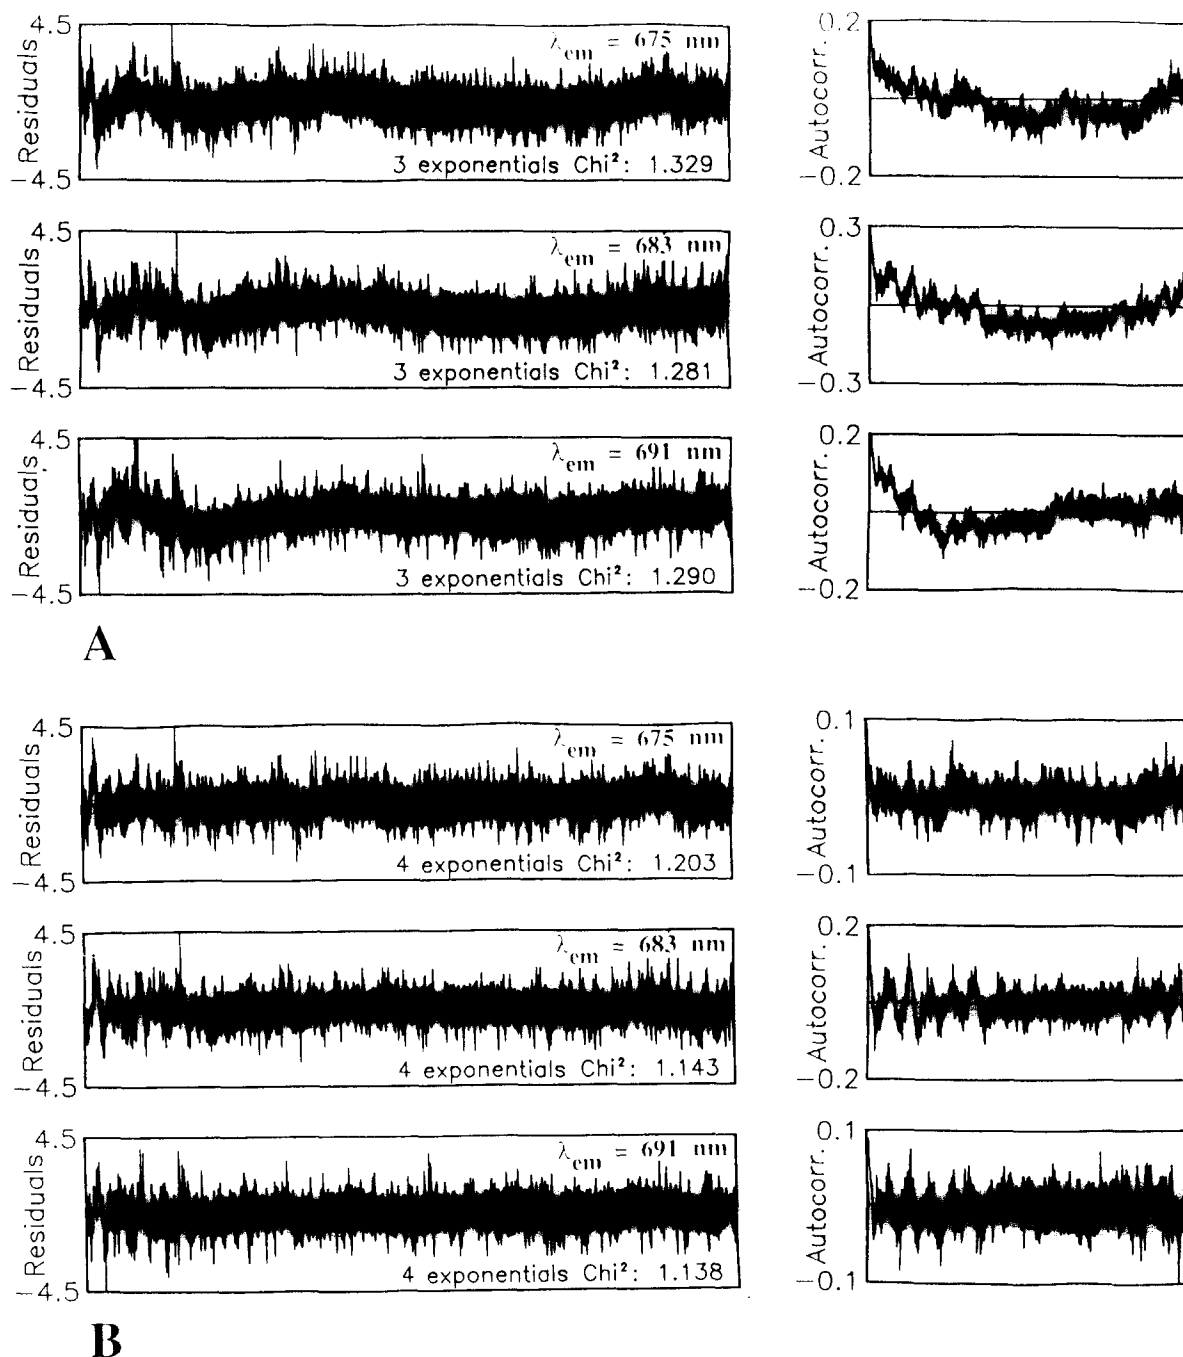 4.5
Residuals
−4.5
λem = 675 nm
3 exponentials Chi²: 1.329
0.2
Autocorr.
−0.2
4.5
Residuals
−4.5
λem = 683 nm
3 exponentials Chi²: 1.281
0.3
Autocorr.
−0.3
4.5
Residuals
−4.5
λem = 691 nm
3 exponentials Chi²: 1.290
0.2
Autocorr.
−0.2
A
4.5
Residuals
−4.5
λem = 675 nm
4 exponentials Chi²: 1.203
0.1
Autocorr.
−0.1
4.5
Residuals
−4.5
λem = 683 nm
4 exponentials Chi²: 1.143
0.2
Autocorr.
−0.2
4.5
Residuals
−4.5
λem = 691 nm
4 exponentials Chi²: 1.138
0.1
Autocorr.
−0.1
B